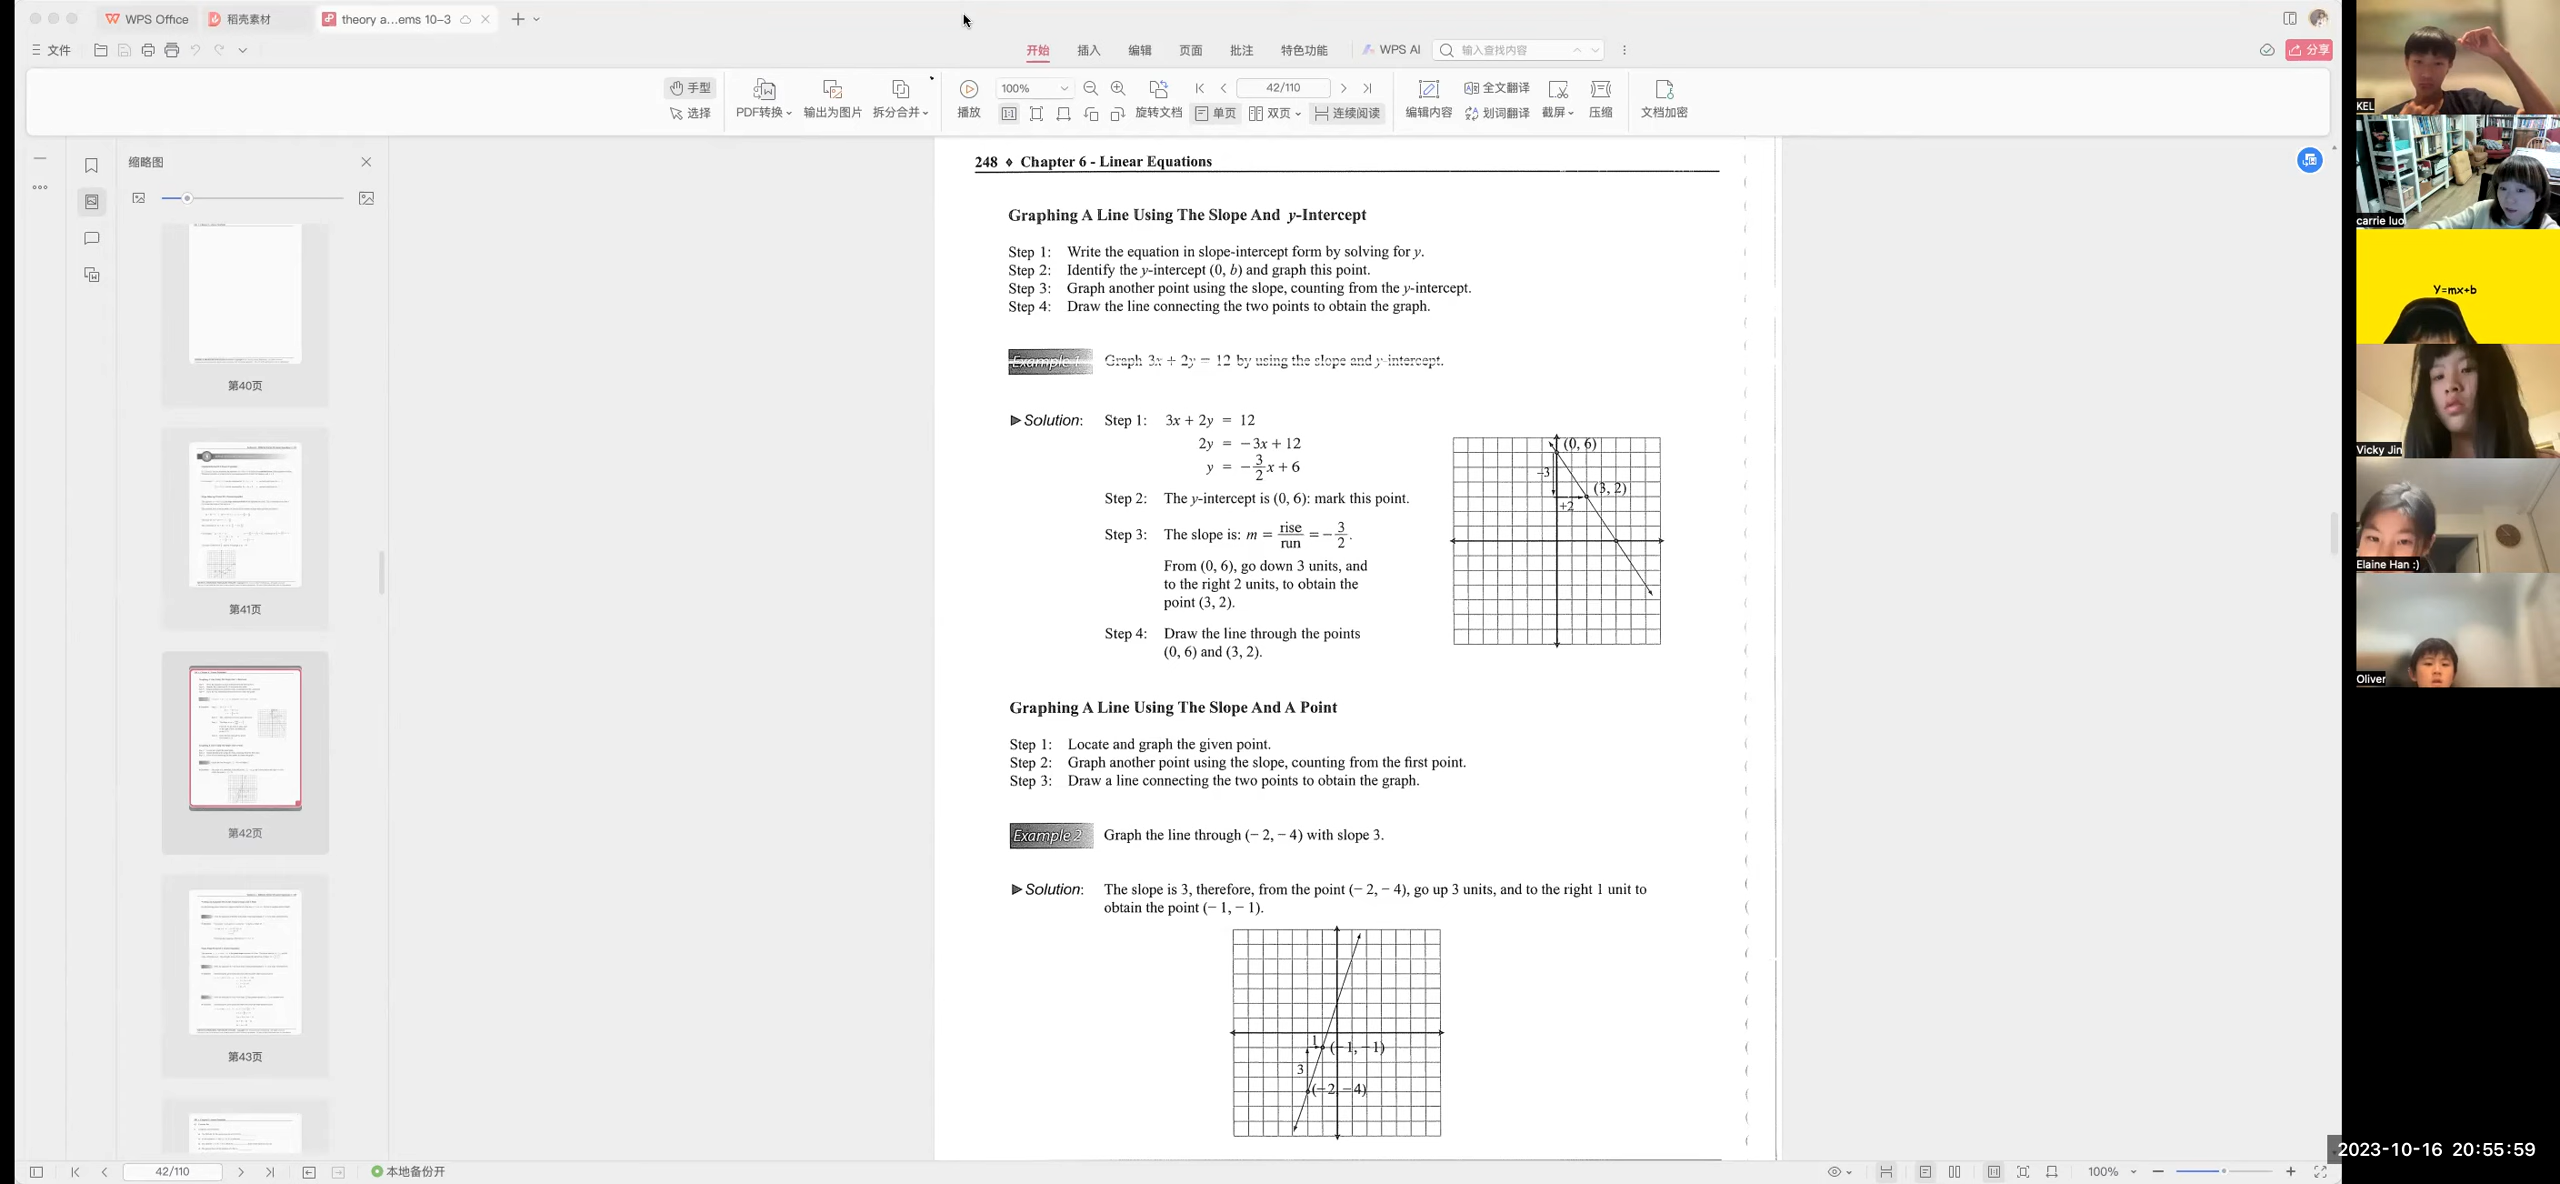 WPS Office
稻壳素材
theory a...ems 10-3
文件
开始
插入
编辑
页面
批注
特色功能
WPS AI
输入查找内容
分享
手型
选择
PDF转换
输出为图片
拆分合并
播放
100%
42/110
旋转文档
单页
双页
连续阅读
编辑内容
全文翻译
划词翻译
截屏
压缩
文档加密
缩略图
第40页
第41页
第42页
第43页
248 ⋄ Chapter 6 - Linear Equations
Graphing A Line Using The Slope And y-Intercept
Step 1: Write the equation in slope-intercept form by solving for y.
Step 2: Identify the y-intercept (0, b) and graph this point.
Step 3: Graph another point using the slope, counting from the y-intercept.
Step 4: Draw the line connecting the two points to obtain the graph.
Example 1 Graph 3x + 2y = 12 by using the slope and y-intercept.
Solution: Step 1: 3x + 2y = 12
2y = −3x + 12
y = −3/2x + 6
Step 2: The y-intercept is (0, 6): mark this point.
Step 3: The slope is: m = rise/run = −3/2.
From (0, 6), go down 3 units, and
to the right 2 units, to obtain the
point (3, 2).
Step 4: Draw the line through the points
(0, 6) and (3, 2).
(0, 6)
−3
(3, 2)
+2
Graphing A Line Using The Slope And A Point
Step 1: Locate and graph the given point.
Step 2: Graph another point using the slope, counting from the first point.
Step 3: Draw a line connecting the two points to obtain the graph.
Example 2 Graph the line through (− 2, − 4) with slope 3.
Solution: The slope is 3, therefore, from the point (− 2, − 4), go up 3 units, and to the right 1 unit to
obtain the point (− 1, − 1).
1
(−1, −1)
3
(−2, −4)
42/110
本地备份开
100%
KEL
carrie luo
Y=mx+b
Vicky Jin
Elaine Han :)
Oliver
2023-10-16 20:55:59